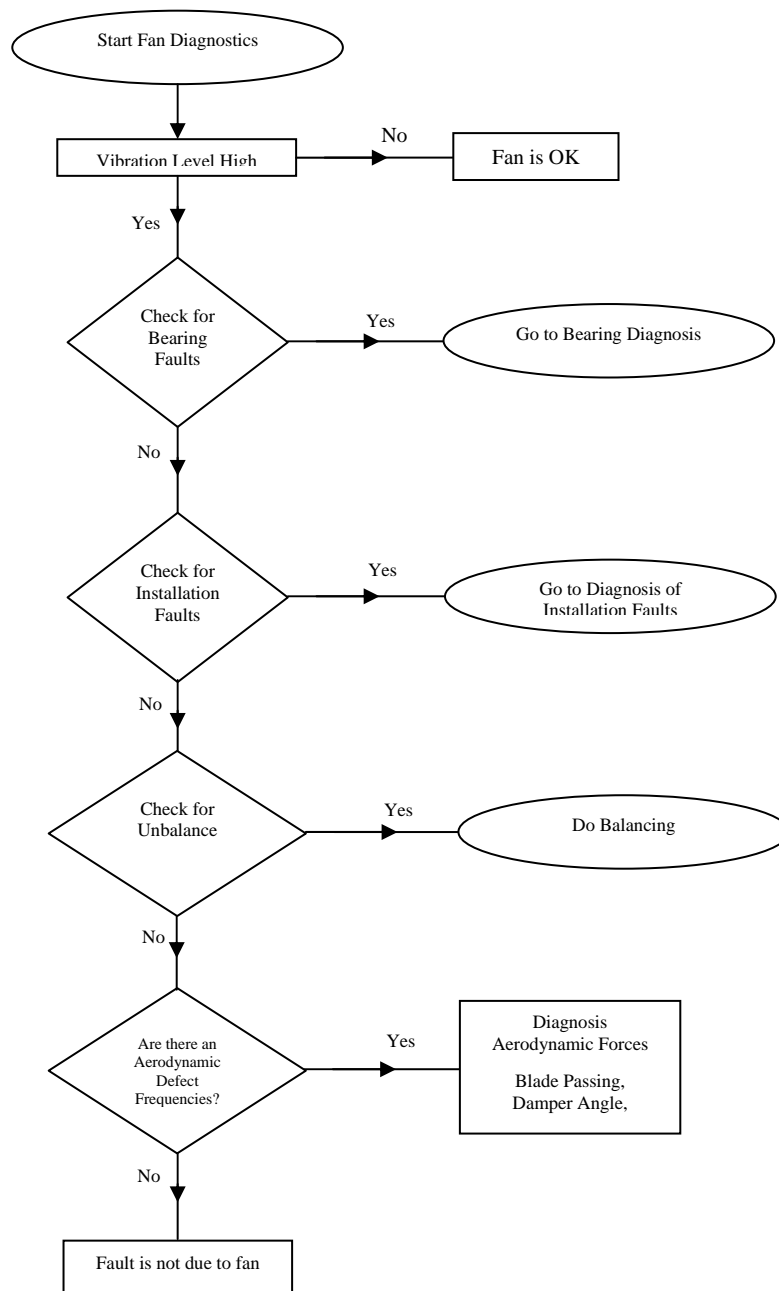 Start Fan Diagnostics
No
Vibration Level High
Fan is OK
Yes
Check for
Bearing
Faults
Yes
Go to Bearing Diagnosis
No
Check for
Installation
Faults
Yes
Go to Diagnosis of
Installation Faults
No
Check for
Unbalance
Yes
Do Balancing
No
Are there an
Aerodynamic
Defect
Frequencies?
Yes
Diagnosis
Aerodynamic Forces
Blade Passing,
Damper Angle,
No
Fault is not due to fan